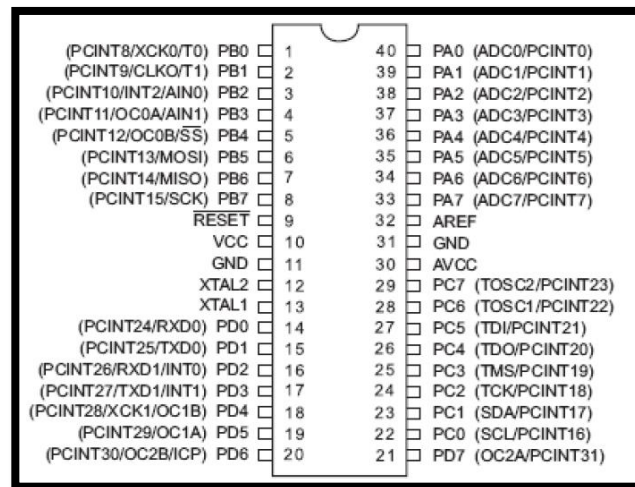 (PCINT8/XCK0/T0) PB0 1 40 PA0 (ADC0/PCINT0)
(PCINT9/CLKO/T1) PB1 2 39 PA1 (ADC1/PCINT1)
(PCINT10/INT2/AIN0) PB2 3 38 PA2 (ADC2/PCINT2)
(PCINT11/OC0A/AIN1) PB3 4 37 PA3 (ADC3/PCINT3)
(PCINT12/OC0B/SS) PB4 5 36 PA4 (ADC4/PCINT4)
(PCINT13/MOSI) PB5 6 35 PA5 (ADC5/PCINT5)
(PCINT14/MISO) PB6 7 34 PA6 (ADC6/PCINT6)
(PCINT15/SCK) PB7 8 33 PA7 (ADC7/PCINT7)
RESET 9 32 AREF
VCC 10 31 GND
GND 11 30 AVCC
XTAL2 12 29 PC7 (TOSC2/PCINT23)
XTAL1 13 28 PC6 (TOSC1/PCINT22)
(PCINT24/RXD0) PD0 14 27 PC5 (TDI/PCINT21)
(PCINT25/TXD0) PD1 15 26 PC4 (TDO/PCINT20)
(PCINT26/RXD1/INT0) PD2 16 25 PC3 (TMS/PCINT19)
(PCINT27/TXD1/INT1) PD3 17 24 PC2 (TCK/PCINT18)
(PCINT28/XCK1/OC1B) PD4 18 23 PC1 (SDA/PCINT17)
(PCINT29/OC1A) PD5 19 22 PC0 (SCL/PCINT16)
(PCINT30/OC2B/ICP) PD6 20 21 PD7 (OC2A/PCINT31)